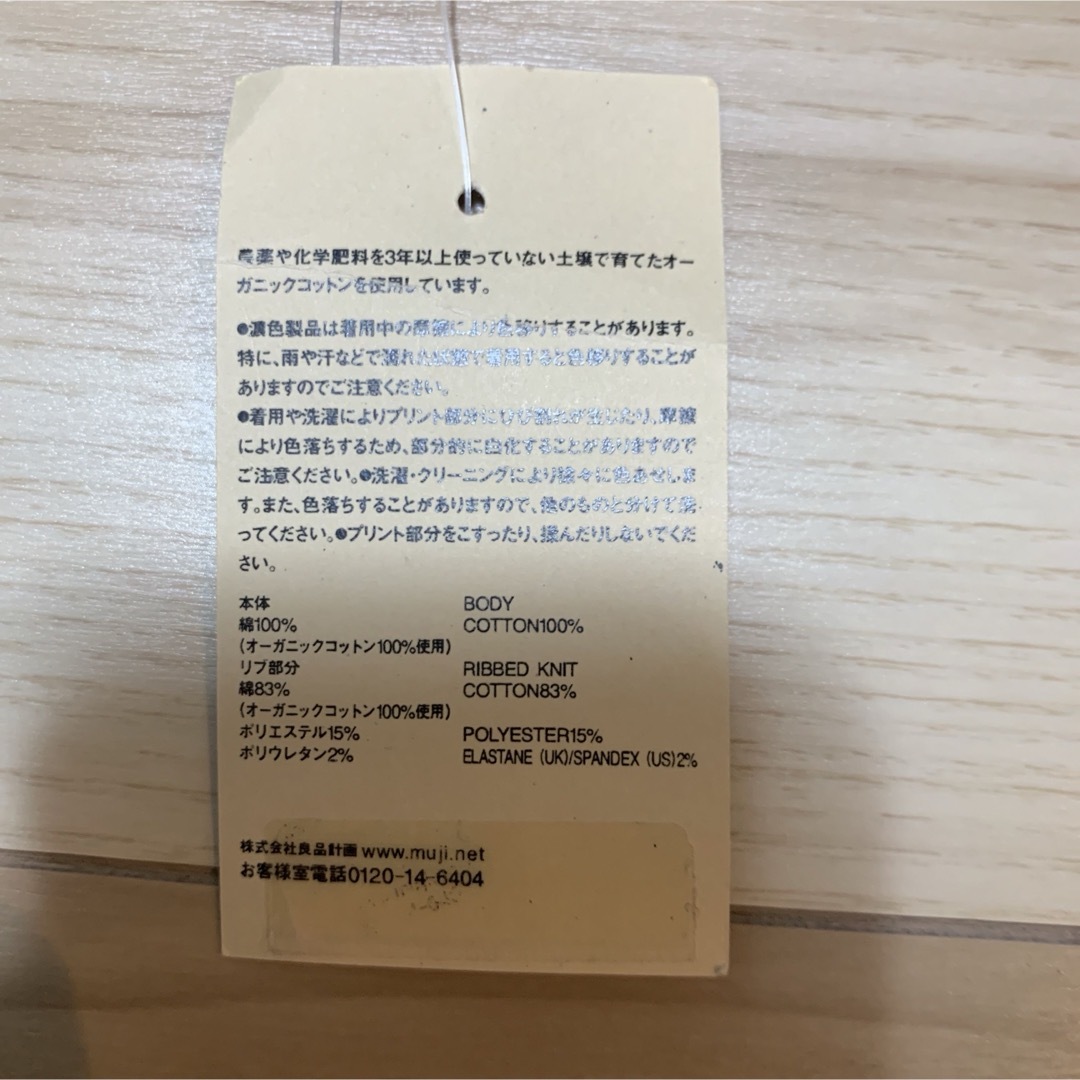 農薬や化学肥料を3年以上使っていない土壌で育てたオー
ガニックコットンを使用しています。
●濃色製品は着用中の摩擦により色移りすることがあります。
特に、雨や汗などで濡れた状態で着用すると色移りすることが
ありますのでご注意ください。
●着用や洗濯によりプリント部分にひび割れが生じたり、摩擦
により色落ちするため、部分的に白化することがありますので
ご注意ください。●洗濯・クリーニングにより徐々に色あせしま
す。また、色落ちすることがありますので、他のものと分けて洗
ってください。●プリント部分をこすったり、揉んだりしないでくだ
さい。
本体 BODY
綿100% COTTON100%
(オーガニックコットン100%使用)
リブ部分 RIBBED KNIT
綿83% COTTON83%
(オーガニックコットン100%使用)
ポリエステル15% POLYESTER15%
ポリウレタン2% ELASTANE (UK)/SPANDEX (US)2%
株式会社良品計画 www.muji.net
お客様室電話0120-14-6404